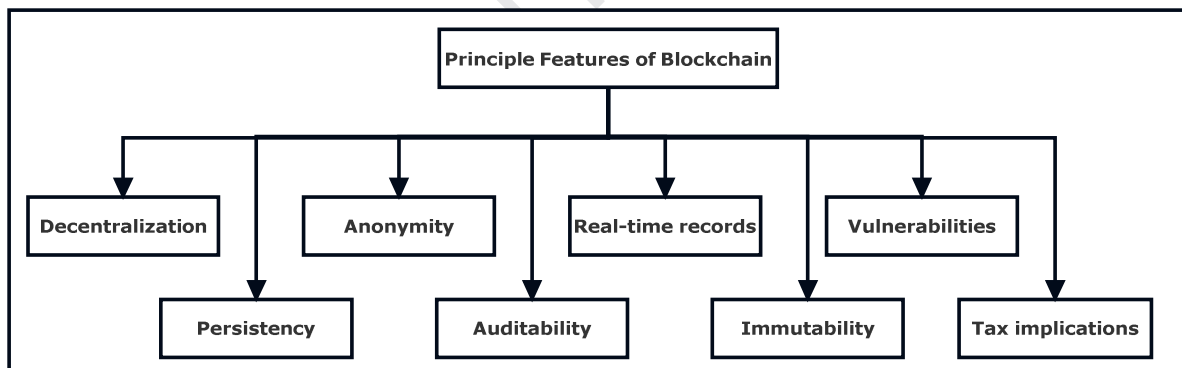 Principle Features of Blockchain
Decentralization
Anonymity
Real-time records
Vulnerabilities
Persistency
Auditability
Immutability
Tax implications